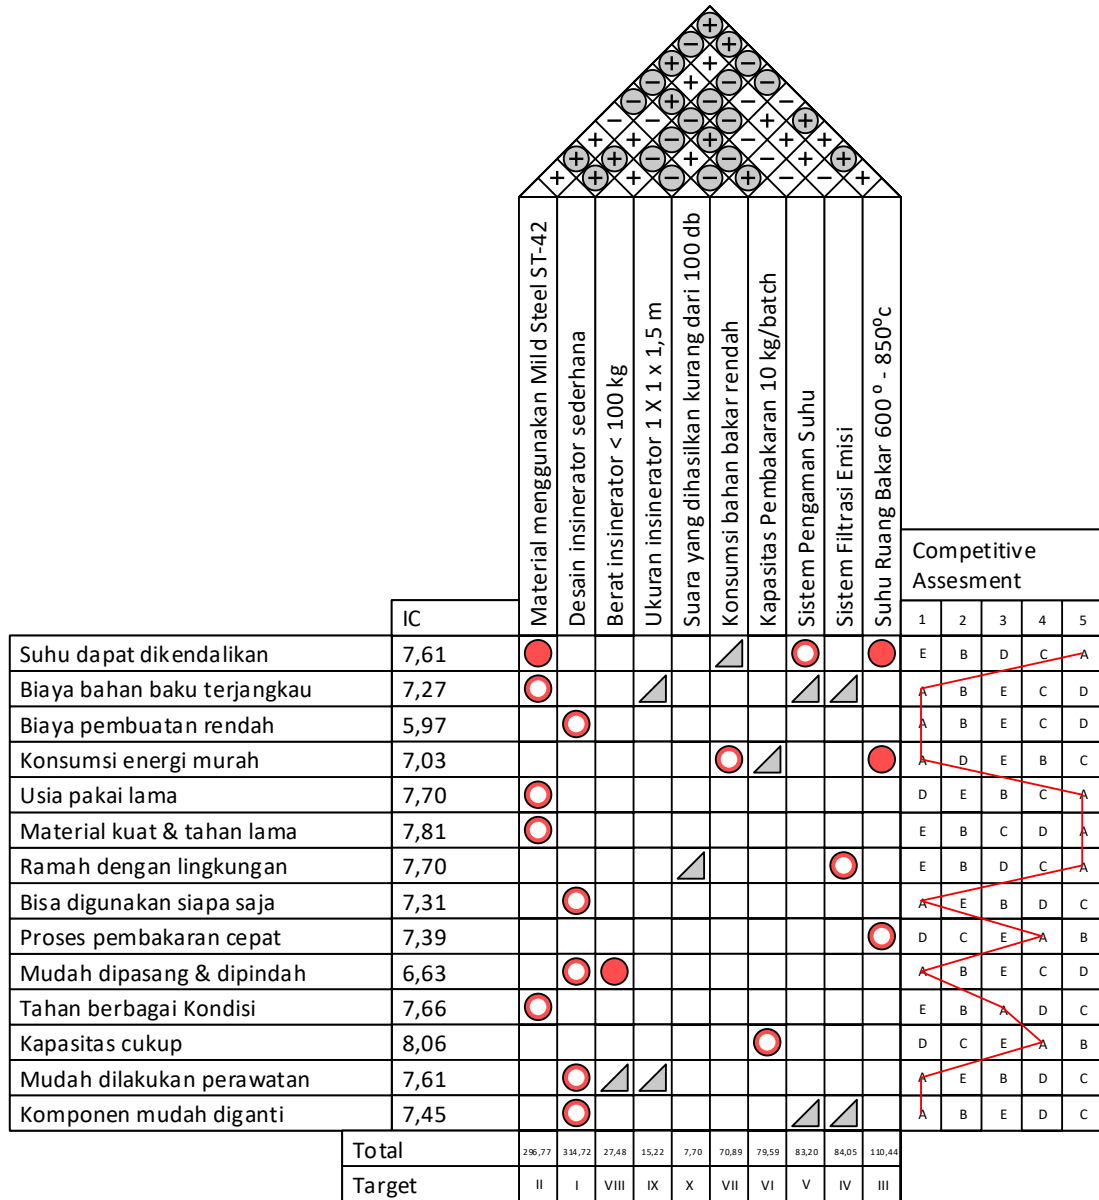 Material menggunakan Mild Steel ST-42
Desain insinerator sederhana
Berat insinerator < 100 kg
Ukuran insinerator 1 X 1 x 1,5 m
Suara yang dihasilkan kurang dari 100 db
Konsumsi bahan bakar rendah
Kapasitas Pembakaran 10 kg/batch
Sistem Pengaman Suhu
Sistem Filtrasi Emisi
Suhu Ruang Bakar 600 ⁰ - 850⁰c
Competitive
Assesment
IC 1 2 3 4 5
Suhu dapat dikendalikan 7,61 E B D C A
Biaya bahan baku terjangkau 7,27 A B E C D
Biaya pembuatan rendah 5,97 A B E C D
Konsumsi energi murah 7,03 A D E B C
Usia pakai lama 7,70 D E B C A
Material kuat & tahan lama 7,81 E B C D A
Ramah dengan lingkungan 7,70 E B D C A
Bisa digunakan siapa saja 7,31 A E B D C
Proses pembakaran cepat 7,39 D C E A B
Mudah dipasang & dipindah 6,63 A B E C D
Tahan berbagai Kondisi 7,66 E B A D C
Kapasitas cukup 8,06 D C E A B
Mudah dilakukan perawatan 7,61 A E B D C
Komponen mudah diganti 7,45 A B E D C
Total 296,77 314,72 27,48 15,22 7,70 70,89 79,59 83,20 84,05 110,44
Target II I VIII IX X VII VI V IV III